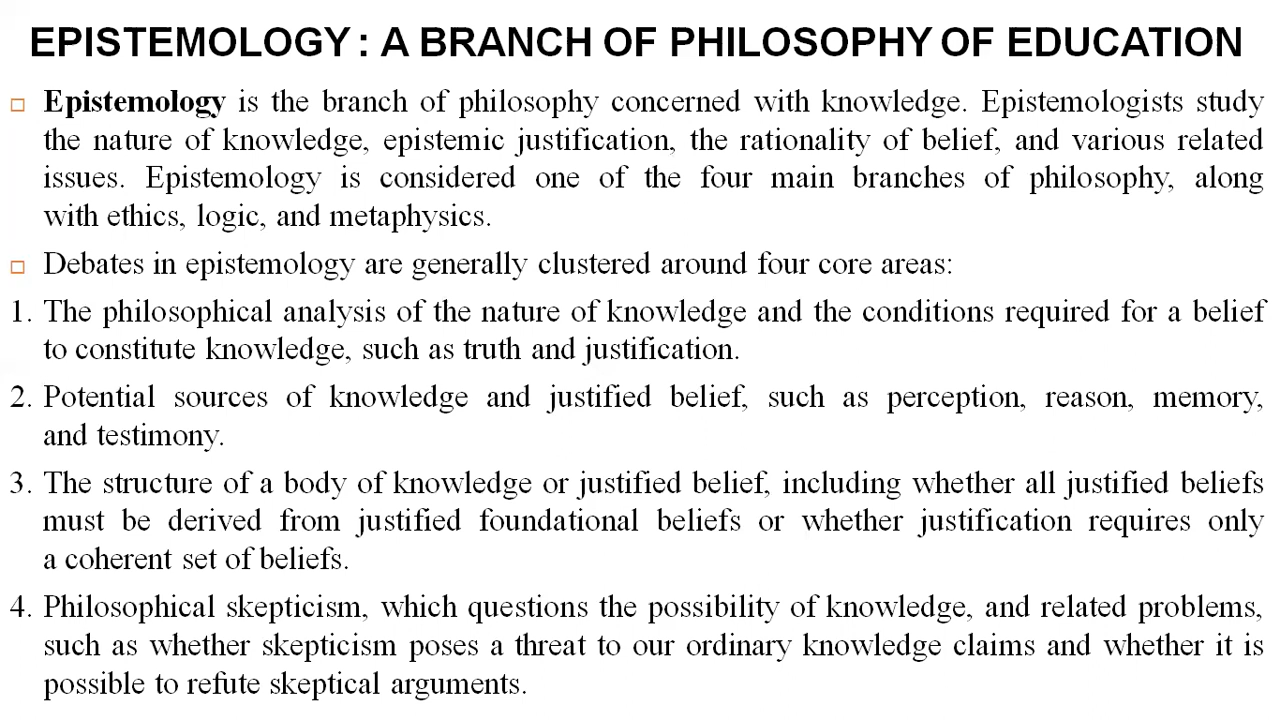 EPISTEMOLOGY : A BRANCH OF PHILOSOPHY OF EDUCATION
Epistemology is the branch of philosophy concerned with knowledge. Epistemologists study
the nature of knowledge, epistemic justification, the rationality of belief, and various related
issues. Epistemology is considered one of the four main branches of philosophy, along
with ethics, logic, and metaphysics.
Debates in epistemology are generally clustered around four core areas:
1. The philosophical analysis of the nature of knowledge and the conditions required for a belief
to constitute knowledge, such as truth and justification.
2. Potential sources of knowledge and justified belief, such as perception, reason, memory,
and testimony.
3. The structure of a body of knowledge or justified belief, including whether all justified beliefs
must be derived from justified foundational beliefs or whether justification requires only
a coherent set of beliefs.
4. Philosophical skepticism, which questions the possibility of knowledge, and related problems,
such as whether skepticism poses a threat to our ordinary knowledge claims and whether it is
possible to refute skeptical arguments.